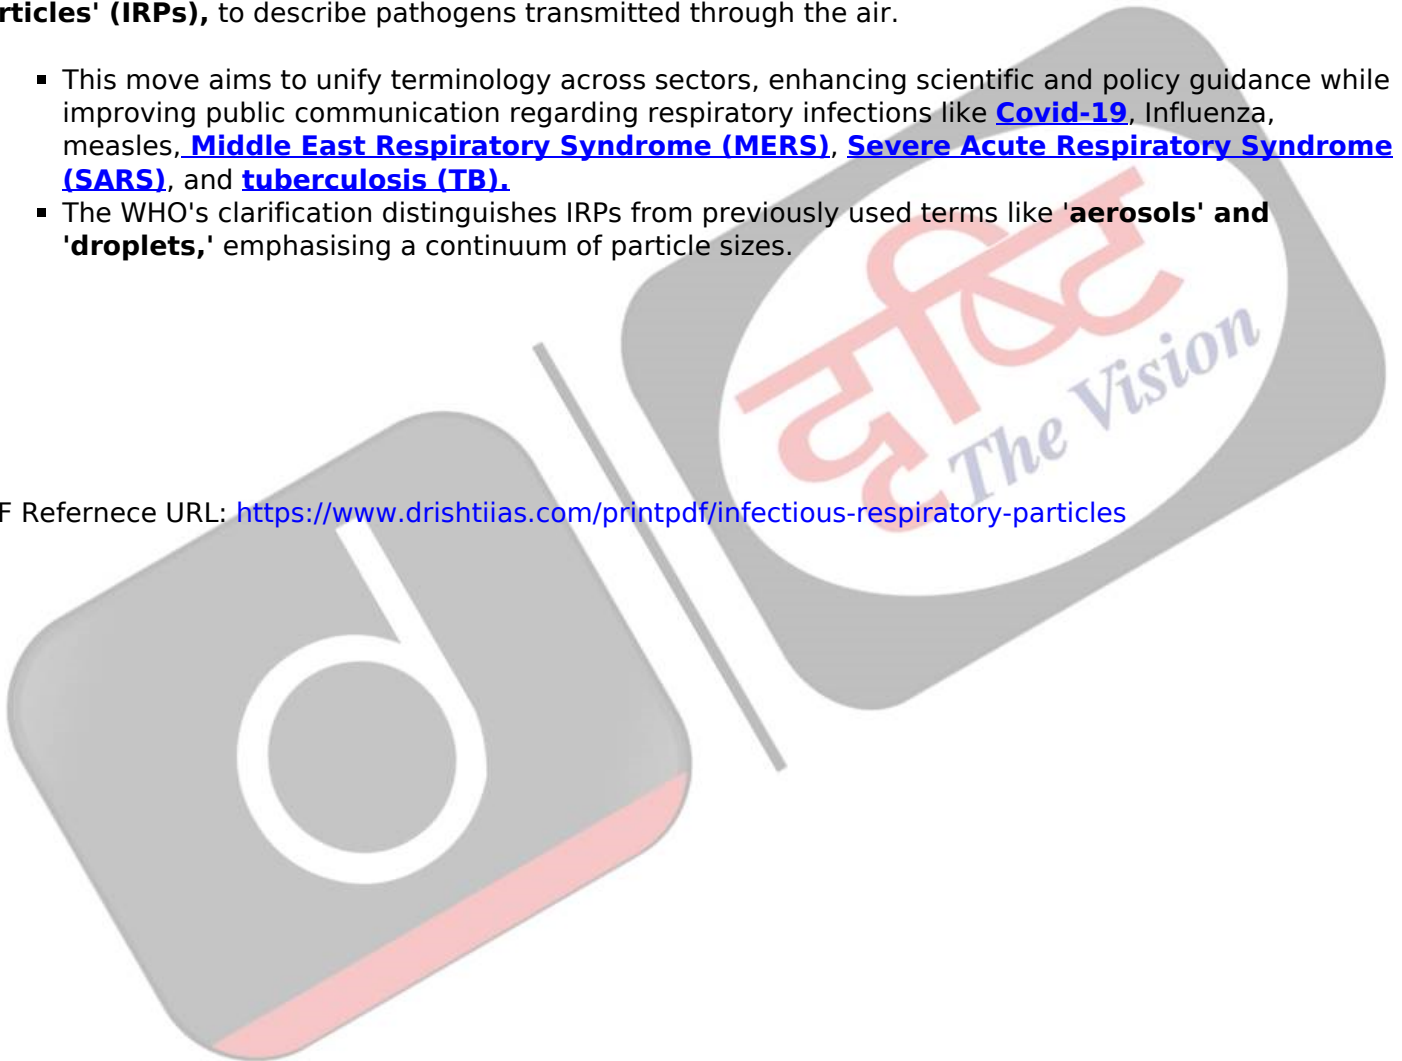 rticles' (IRPs), to describe pathogens transmitted through the air.
▪ This move aims to unify terminology across sectors, enhancing scientific and policy guidance while
improving public communication regarding respiratory infections like Covid-19, Influenza,
measles, Middle East Respiratory Syndrome (MERS), Severe Acute Respiratory Syndrome
(SARS), and tuberculosis (TB).
▪ The WHO's clarification distinguishes IRPs from previously used terms like 'aerosols' and
'droplets,' emphasising a continuum of particle sizes.
दृष्टि
The Vision
F Refernece URL: https://www.drishtiias.com/printpdf/infectious-respiratory-particles
d